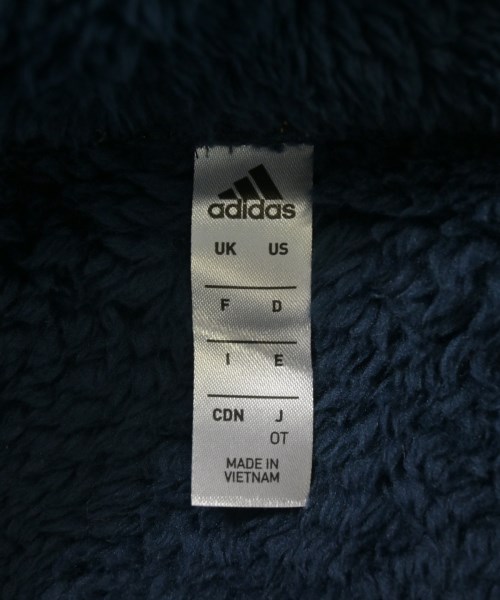 adidas
UK US
F D
I E
CDN J
OT
MADE IN
VIETNAM